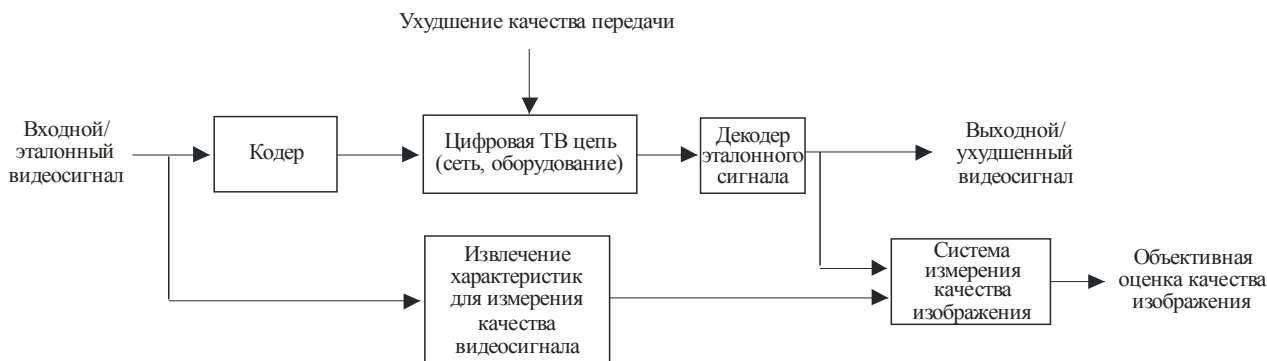 Ухудшение качества передачи
Входной/
эталонный
видеосигнал
Кодер
Цифровая ТВ цепь
(сеть, оборудование)
Декодер
эталонного
сигнала
Выходной/
ухудшенный
видеосигнал
Извлечение
характеристик
для измерения
качества
видеосигнала
Система
измерения
качества
изображения
Объективная
оценка качества
изображения